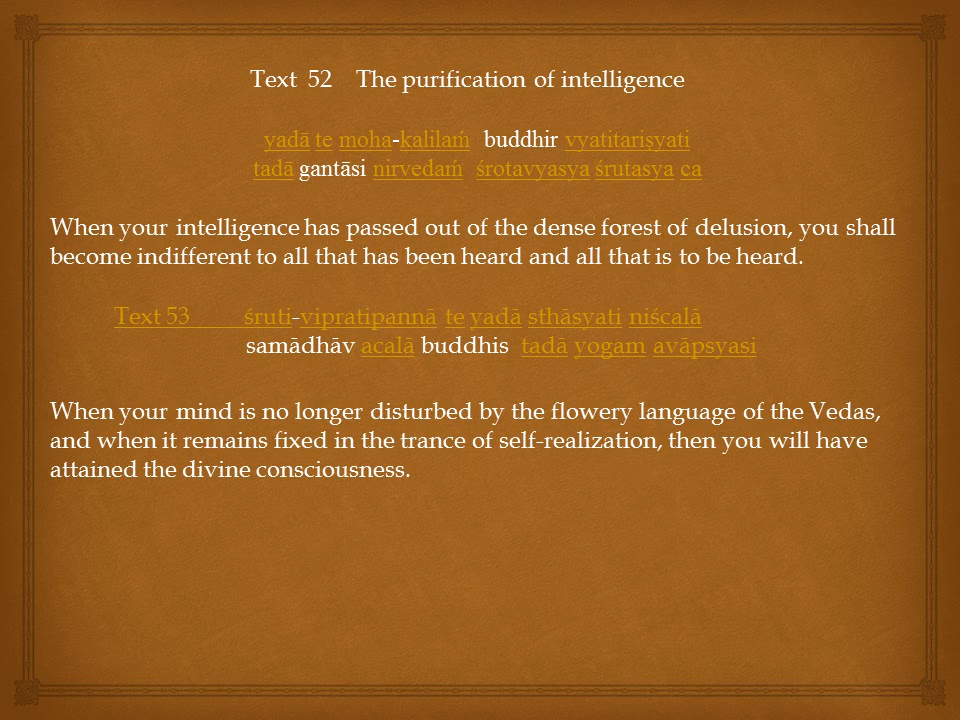 Text 52 The purification of intelligence
yadā te moha-kalilaḿ buddhir vyatitariṣyati
tadā gantāsi nirvedaḿ śrotavyasya śrutasya ca
When your intelligence has passed out of the dense forest of delusion, you shall
become indifferent to all that has been heard and all that is to be heard.
Text 53 śruti-vipratipannā te yadā sthāsyati niścalā
samādhāv acalā buddhis tadā yogam avāpsyasi
When your mind is no longer disturbed by the flowery language of the Vedas,
and when it remains fixed in the trance of self-realization, then you will have
attained the divine consciousness.